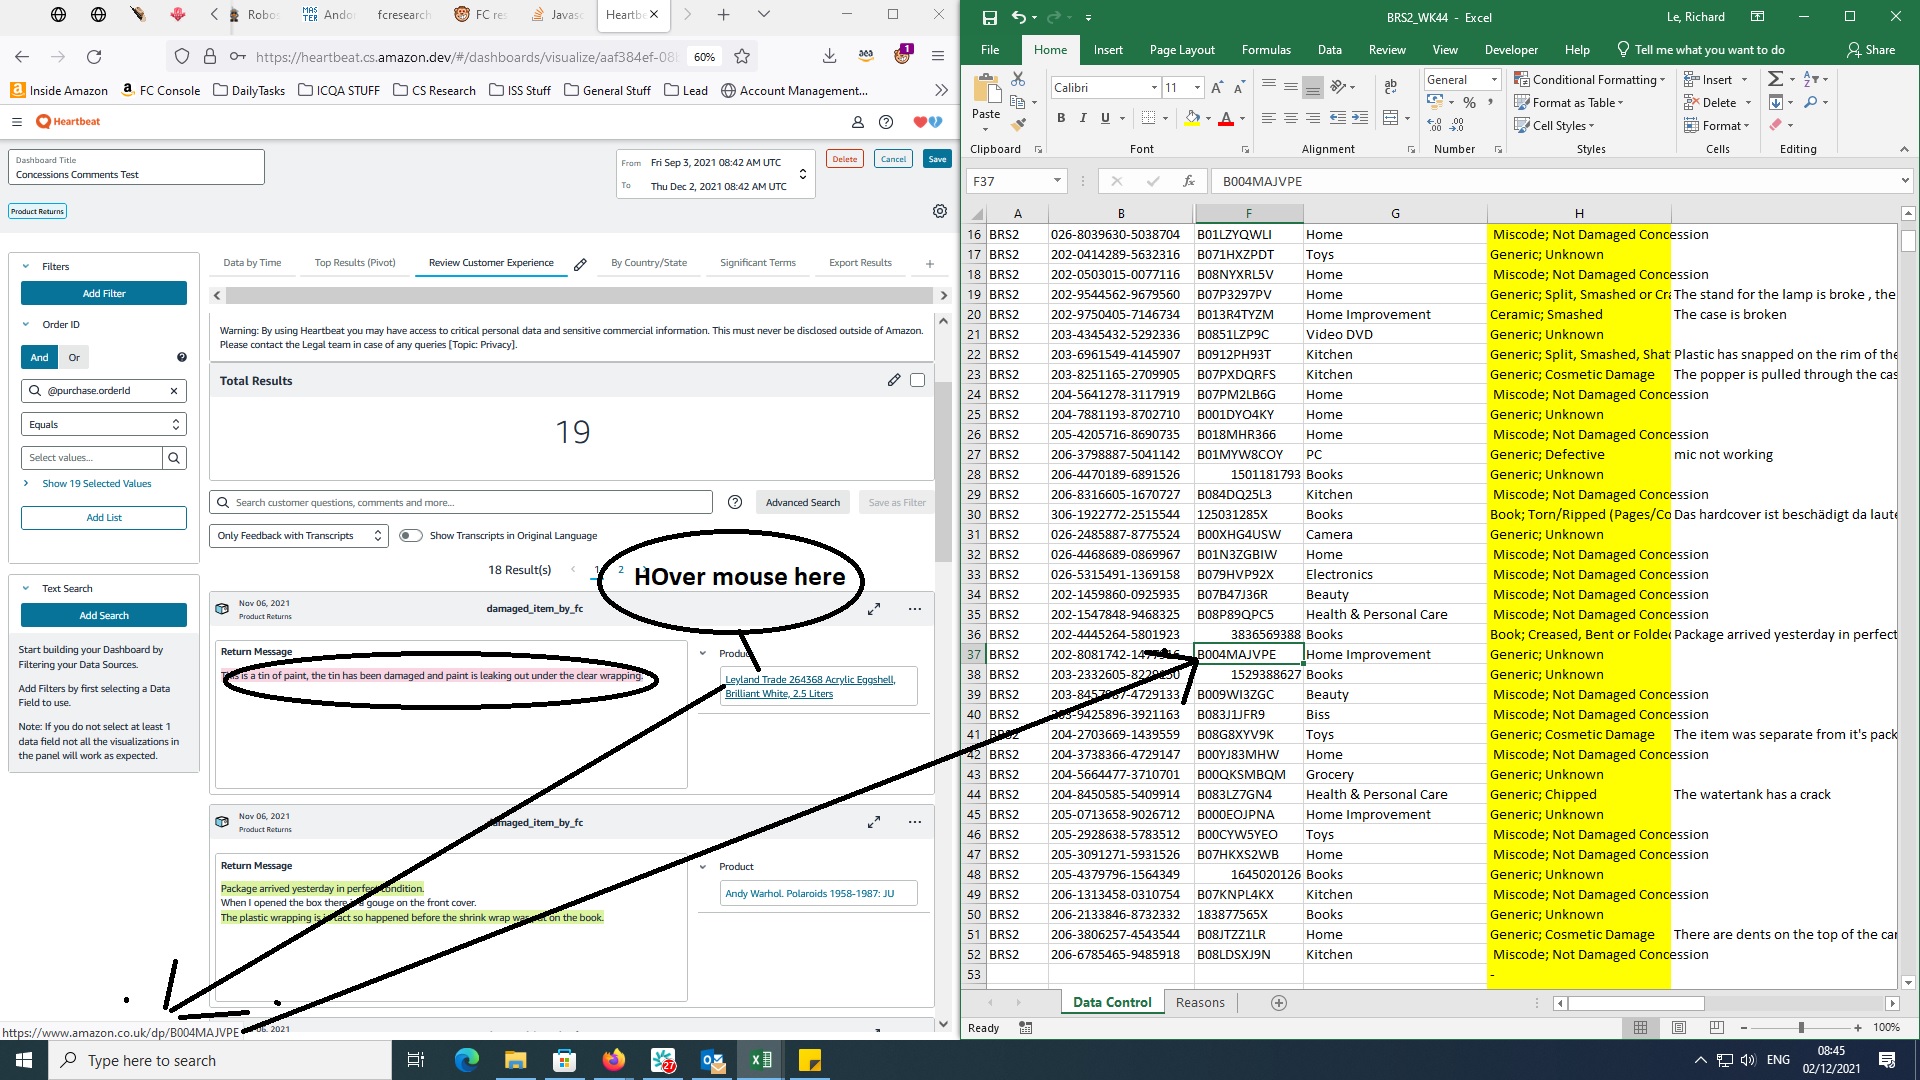 Robos
MAS
TER
Ando
fcresearch
FC res
Javasc
Heartbe
https://heartbeat.cs.amazon.dev/#/dashboards/visualize/aaf384ef-08b
60%
1
Inside Amazon
FC Console
DailyTasks
ICQA STUFF
CS Research
ISS Stuff
General Stuff
Lead
Account Management...
Heartbeat
Dashboard Title
Concessions Comments Test
From Fri Sep 3, 2021 08:42 AM UTC
To Thu Dec 2, 2021 08:42 AM UTC
Delete
Cancel
Save
Product Returns
Filters
Add Filter
Order ID
And
Or
@purchase.orderId
Equals
Select values...
Show 19 Selected Values
Add List
Text Search
Add Search
Start building your Dashboard by
Filtering your Data Sources.
Add Filters by first selecting a Data
Field to use.
Note: If you do not select at least 1
data field not all the visualizations in
the panel will work as expected.
Data by Time
Top Results (Pivot)
Review Customer Experience
By Country/State
Significant Terms
Export Results
Warning: By using Heartbeat you may have access to critical personal data and sensitive commercial information. This must never be disclosed outside of Amazon.
Please contact the Legal team in case of any queries [Topic: Privacy].
Total Results
19
Search customer questions, comments and more...
Advanced Search
Save as Filter
Only Feedback with Transcripts
Show Transcripts in Original Language
18 Result(s)
1
2
HOver mouse here
Nov 06, 2021
Product Returns
damaged_item_by_fc
Return Message
This is a tin of paint, the tin has been damaged and paint is leaking out under the clear wrapping.
Product
Leyland Trade 264368 Acrylic Eggshell,
Brilliant White, 2.5 Liters
Nov 06, 2021
Product Returns
damaged_item_by_fc
Return Message
Package arrived yesterday in perfect condition.
When I opened the box there is a gouge on the front cover.
The plastic wrapping is intact so happened before the shrink wrap was put on the book.
Product
Andy Warhol. Polaroids 1958-1987: JU
06, 2021
https://www.amazon.co.uk/dp/B004MAJVPE
BRS2_WK44 - Excel
Le, Richard
File
Home
Insert
Page Layout
Formulas
Data
Review
View
Developer
Help
Tell me what you want to do
Share
Paste
Clipboard
Calibri
11
B I U
Font
Alignment
General
Number
Conditional Formatting
Format as Table
Cell Styles
Styles
Insert
Delete
Format
Cells
Editing
F37
fx
B004MAJVPE
A B F G H
16 BRS2 026-8039630-5038704 B01LZYQWLI Home Miscode; Not Damaged Concession
17 BRS2 202-0414289-5632316 B071HXZPDT Toys Generic; Unknown
18 BRS2 202-0503015-0077116 B08NYXRL5V Home Miscode; Not Damaged Concession
19 BRS2 202-9544562-9679560 B07P3297PV Home Generic; Split, Smashed or Cra The stand for the lamp is broke , the
20 BRS2 202-9750405-7146734 B013R4TYZM Home Improvement Ceramic; Smashed The case is broken
21 BRS2 203-4345432-5292336 B0851LZP9C Video DVD Generic; Unknown
22 BRS2 203-6961549-4145907 B0912PH93T Kitchen Generic; Split, Smashed, Shat Plastic has snapped on the rim of the
23 BRS2 203-8251165-2709905 B07PXDQRFS Kitchen Generic; Cosmetic Damage The popper is pulled through the cas
24 BRS2 204-5641278-3117919 B07PM2LB6G Home Miscode; Not Damaged Concession
25 BRS2 204-7881193-8702710 B001DYO4KY Home Generic; Unknown
26 BRS2 205-4205716-8690735 B018MHR366 Home Miscode; Not Damaged Concession
27 BRS2 206-3798887-5041142 B01MYW8COY PC Generic; Defective mic not working
28 BRS2 206-4470189-6891526 1501181793 Books Generic; Unknown
29 BRS2 206-8316605-1670727 B084DQ25L3 Kitchen Miscode; Not Damaged Concession
30 BRS2 306-1922772-2515544 125031285X Books Book; Torn/Ripped (Pages/Co Das hardcover ist beschädigt da laute
31 BRS2 026-2485887-8775524 B00XHG4USW Camera Generic; Unknown
32 BRS2 026-4468689-0869967 B01N3ZGBIW Home Miscode; Not Damaged Concession
33 BRS2 026-5315491-1369158 B079HVP92X Electronics Miscode; Not Damaged Concession
34 BRS2 202-1459860-0925935 B07B47J36R Beauty Miscode; Not Damaged Concession
35 BRS2 202-1547848-9468325 B08P89QPC5 Health & Personal Care Miscode; Not Damaged Concession
36 BRS2 202-4445264-5801923 3836569388 Books Book; Creased, Bent or Folded Package arrived yesterday in perfect
37 BRS2 B004MAJVPE Home Improvement Generic; Unknown
38 BRS2 1529388627 Books Generic; Unknown
39 BRS2 203-8457987-4729133 B009WI3ZGC Beauty Miscode; Not Damaged Concession
40 BRS2 203-9425896-3921163 B083J1JFR9 Biss Miscode; Not Damaged Concession
41 BRS2 204-2703669-1439559 B08G8XYV9K Toys Generic; Cosmetic Damage The item was separate from it's pack
42 BRS2 204-3738366-4729147 B00YJ83MHW Home Miscode; Not Damaged Concession
43 BRS2 204-5664477-3710701 B00QKSMBQM Grocery Generic; Unknown
44 BRS2 204-8450585-5409914 B083LZ7GN4 Health & Personal Care Generic; Chipped The watertank has a crack
45 BRS2 205-0713658-9026712 B000EOJPNA Home Improvement Generic; Unknown
46 BRS2 205-2928638-5783512 B00CYW5YEO Toys Miscode; Not Damaged Concession
47 BRS2 205-3091271-5931526 B07HKXS2WB Home Miscode; Not Damaged Concession
48 BRS2 205-4379796-1564349 1645020126 Books Generic; Unknown
49 BRS2 206-1313458-0310754 B07KNPL4KX Kitchen Miscode; Not Damaged Concession
50 BRS2 206-2133846-8732332 183877565X Books Generic; Unknown
51 BRS2 206-3806257-4543544 B08JTZZ1LR Home Generic; Cosmetic Damage There are dents on the top of the car
52 BRS2 206-6785465-9485918 B08LDSXJ9N Kitchen Miscode; Not Damaged Concession
53 -
Data Control
Reasons
Ready
100%
Type here to search
27
ENG
08:45
02/12/2021